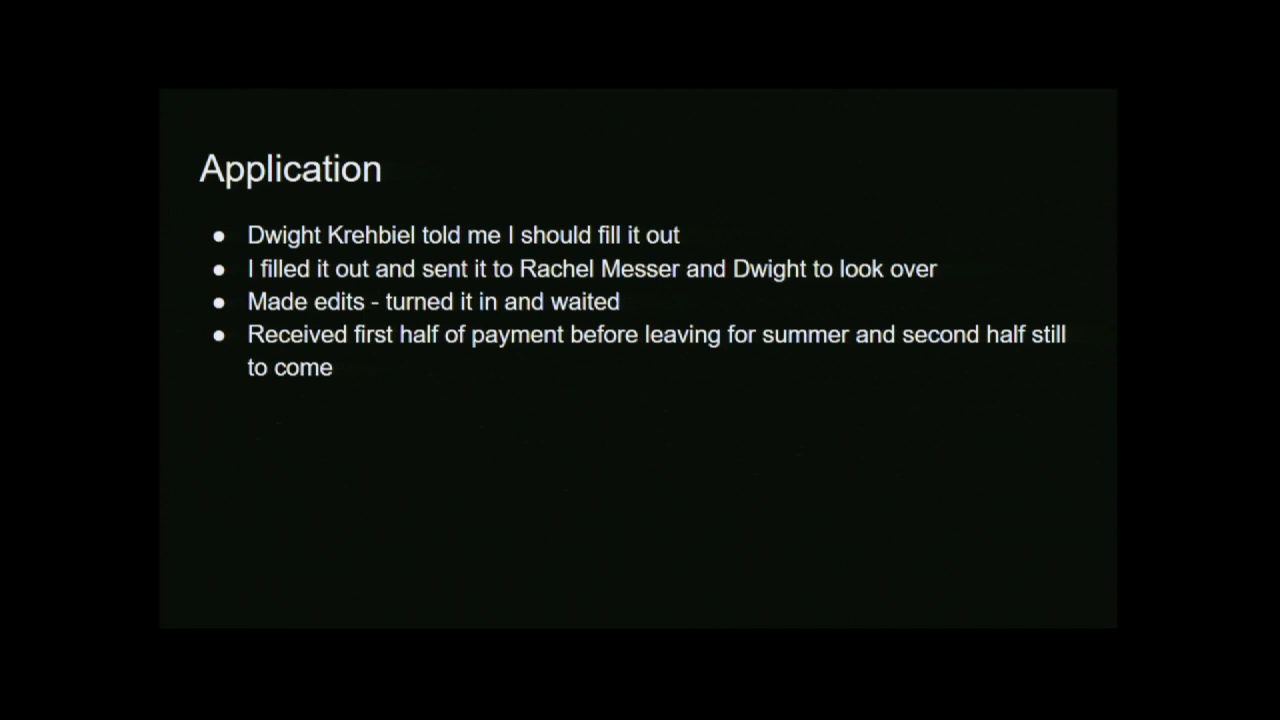 Application
● Dwight Krehbiel told me I should fill it out
● I filled it out and sent it to Rachel Messer and Dwight to look over
● Made edits - turned it in and waited
● Received first half of payment before leaving for summer and second half still
to come